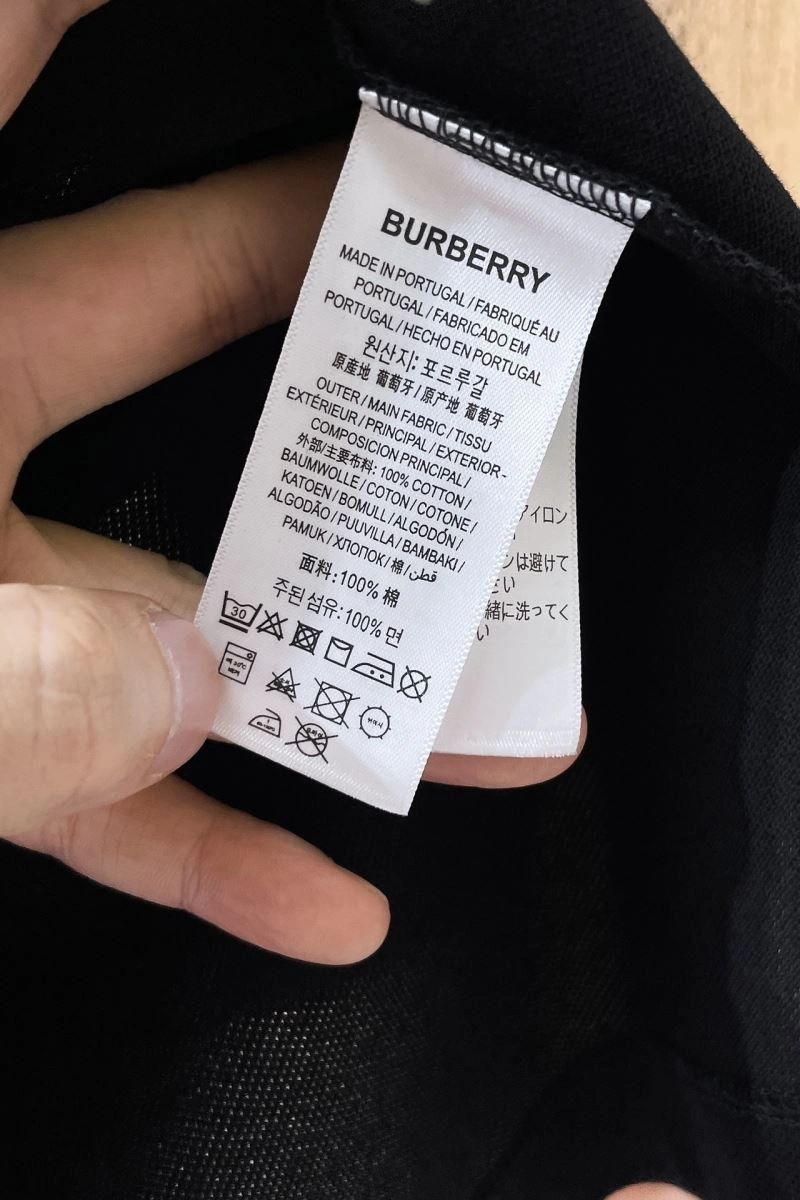 BURBERRY
MADE IN PORTUGAL / FABRIQUÉ AU
PORTUGAL / FABRICADO EM
PORTUGAL / HECHO EN PORTUGAL
원산지: 포르투갈
原産地 葡萄牙 / 原产地 葡萄牙
OUTER / MAIN FABRIC / TISSU
EXTÉRIEUR / PRINCIPAL / EXTERIOR -
COMPOSICION PRINCIPAL /
外部/主要布料: 100% COTTON /
BAUMWOLLE / COTON / COTONE /
KATOEN / BOMULL / ALGODÓN /
ALGODÃO / PUUVILLA / BAMBAKI /
PAMUK / ХЛОПОК / 棉 / قطن
面料: 100% 棉
주된 섬유: 100% 면
30
アイロン
ンは避けて
さい
緒に洗ってく
い